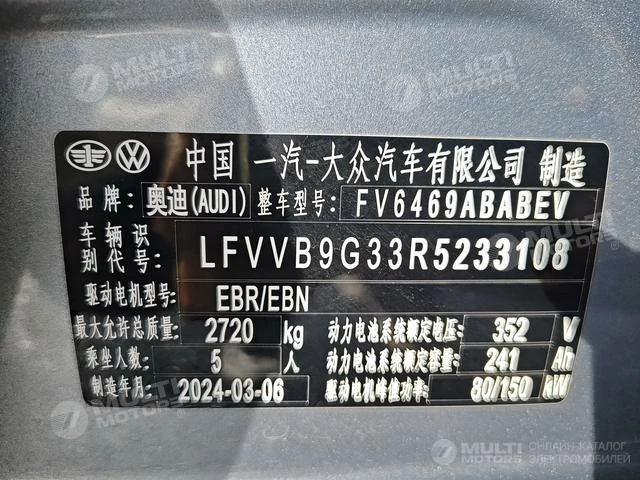 中国 一汽-大众汽车有限公司 制造
品牌: 奥迪(AUDI) 整车型号: FV6469ABABEV
车辆识别代号: LFVVB9G33R5233108
驱动电机型号: EBR/EBN
最大允许总质量: 2720 kg 动力电池系统额定电压: 352 V
乘坐人数: 5 人 动力电池系统额定容量: 241 Ah
制造年月: 2024-03-06 驱动电机峰值功率: 80/150 kW
MULTI MOTORS
ОНЛАЙН-КАТАЛОГ
ЭЛЕКТРОМОБИЛЕЙ